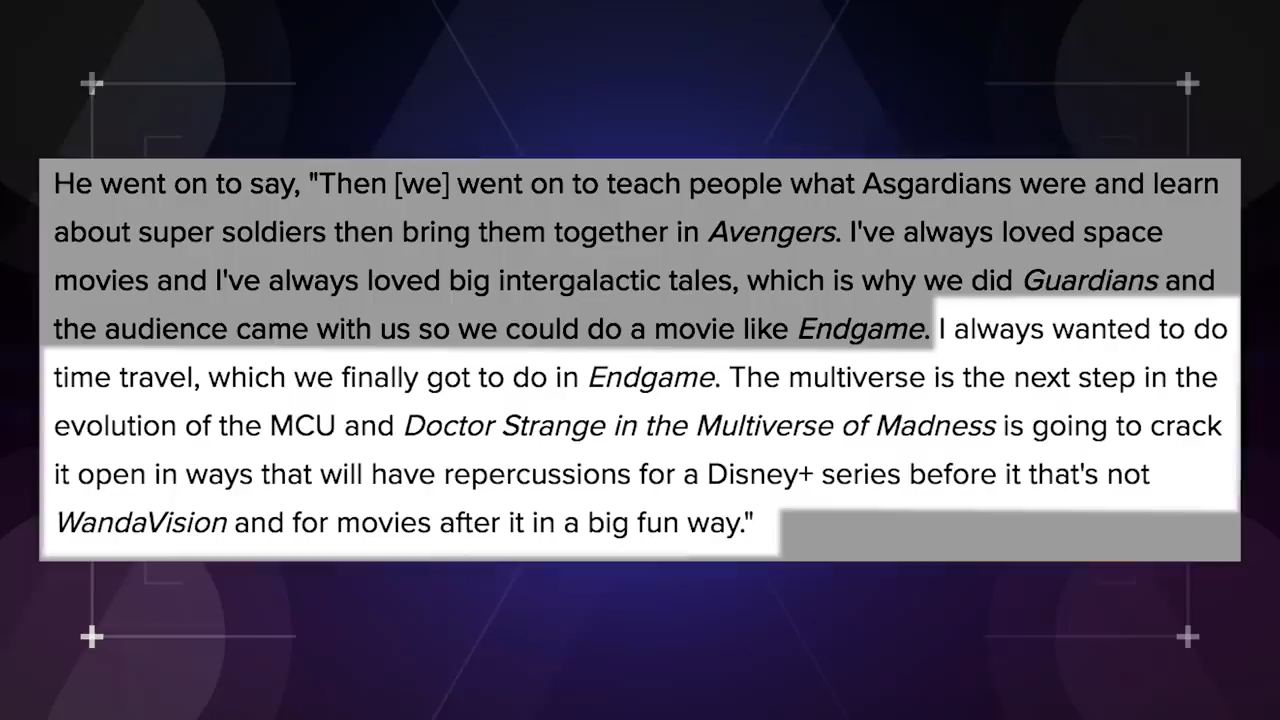 He went on to say, "Then [we] went on to teach people what Asgardians were and learn
about super soldiers then bring them together in Avengers. I've always loved space
movies and I've always loved big intergalactic tales, which is why we did Guardians and
the audience came with us so we could do a movie like Endgame. I always wanted to do
time travel, which we finally got to do in Endgame. The multiverse is the next step in the
evolution of the MCU and Doctor Strange in the Multiverse of Madness is going to crack
it open in ways that will have repercussions for a Disney+ series before it that's not
WandaVision and for movies after it in a big fun way."